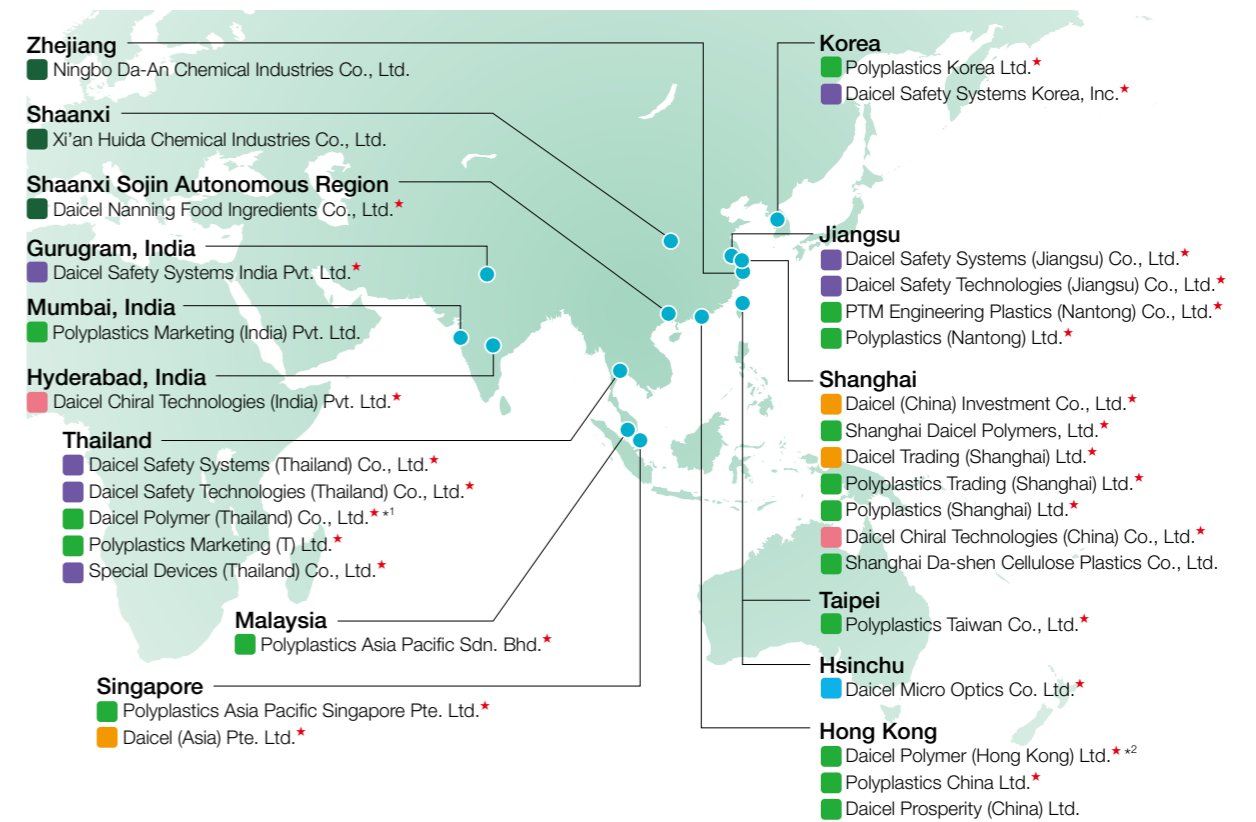 Zhejiang
Ningbo Da-An Chemical Industries Co., Ltd.
Shaanxi
Xi’an Huida Chemical Industries Co., Ltd.
Shaanxi Sojin Autonomous Region
Daicel Nanning Food Ingredients Co., Ltd.★
Gurugram, India
Daicel Safety Systems India Pvt. Ltd.★
Mumbai, India
Polyplastics Marketing (India) Pvt. Ltd.
Hyderabad, India
Daicel Chiral Technologies (India) Pvt. Ltd.★
Thailand
Daicel Safety Systems (Thailand) Co., Ltd.★
Daicel Safety Technologies (Thailand) Co., Ltd.★
Daicel Polymer (Thailand) Co., Ltd.★*1
Polyplastics Marketing (T) Ltd.★
Special Devices (Thailand) Co., Ltd.★
Malaysia
Polyplastics Asia Pacific Sdn. Bhd.★
Singapore
Polyplastics Asia Pacific Singapore Pte. Ltd.★
Daicel (Asia) Pte. Ltd.★
Korea
Polyplastics Korea Ltd.★
Daicel Safety Systems Korea, Inc.★
Jiangsu
Daicel Safety Systems (Jiangsu) Co., Ltd.★
Daicel Safety Technologies (Jiangsu) Co., Ltd.★
PTM Engineering Plastics (Nantong) Co., Ltd.★
Polyplastics (Nantong) Ltd.★
Shanghai
Daicel (China) Investment Co., Ltd.★
Shanghai Daicel Polymers, Ltd.★
Daicel Trading (Shanghai) Ltd.★
Polyplastics Trading (Shanghai) Ltd.★
Polyplastics (Shanghai) Ltd.★
Daicel Chiral Technologies (China) Co., Ltd.★
Shanghai Da-shen Cellulose Plastics Co., Ltd.
Taipei
Polyplastics Taiwan Co., Ltd.★
Hsinchu
Daicel Micro Optics Co. Ltd.★
Hong Kong
Daicel Polymer (Hong Kong) Ltd.★*2
Polyplastics China Ltd.★
Daicel Prosperity (China) Ltd.